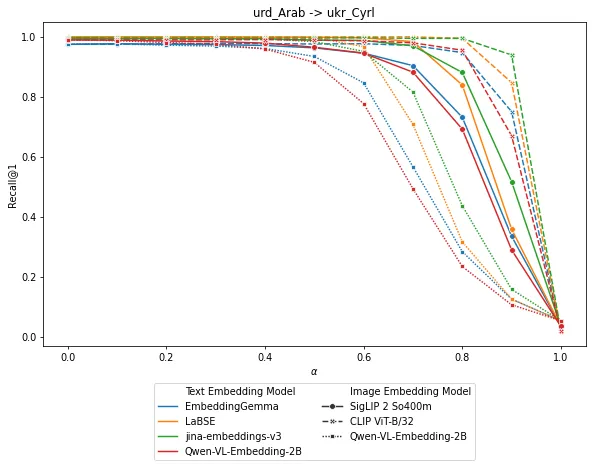 urd_Arab -> ukr_Cyrl
Recall@1
1.0
0.8
0.6
0.4
0.2
0.0
0.0 0.2 0.4 0.6 0.8 1.0
α
Text Embedding Model
EmbeddingGemma
LaBSE
jina-embeddings-v3
Qwen-VL-Embedding-2B
Image Embedding Model
SigLIP 2 So400m
CLIP ViT-B/32
Qwen-VL-Embedding-2B